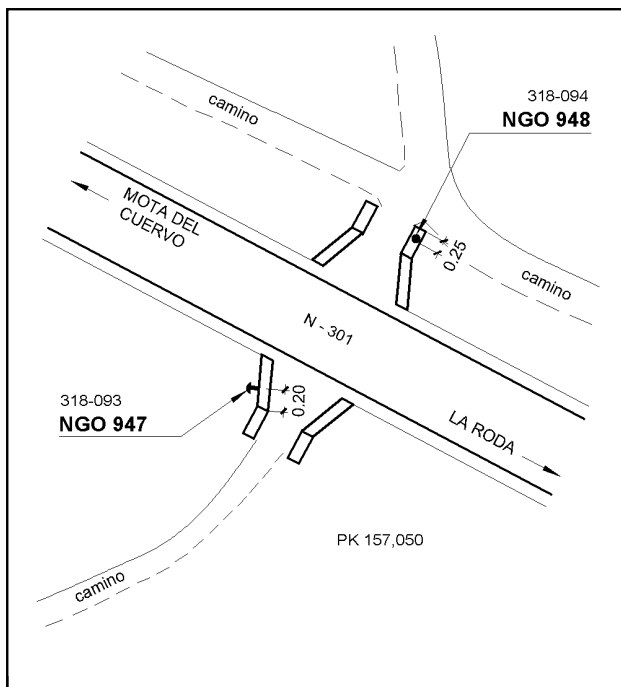 318-094
NGO 948
camino
MOTA DEL
CUERVO
0.25
camino
N - 301
318-093
NGO 947
0.20
LA RODA
PK 157,050
camino